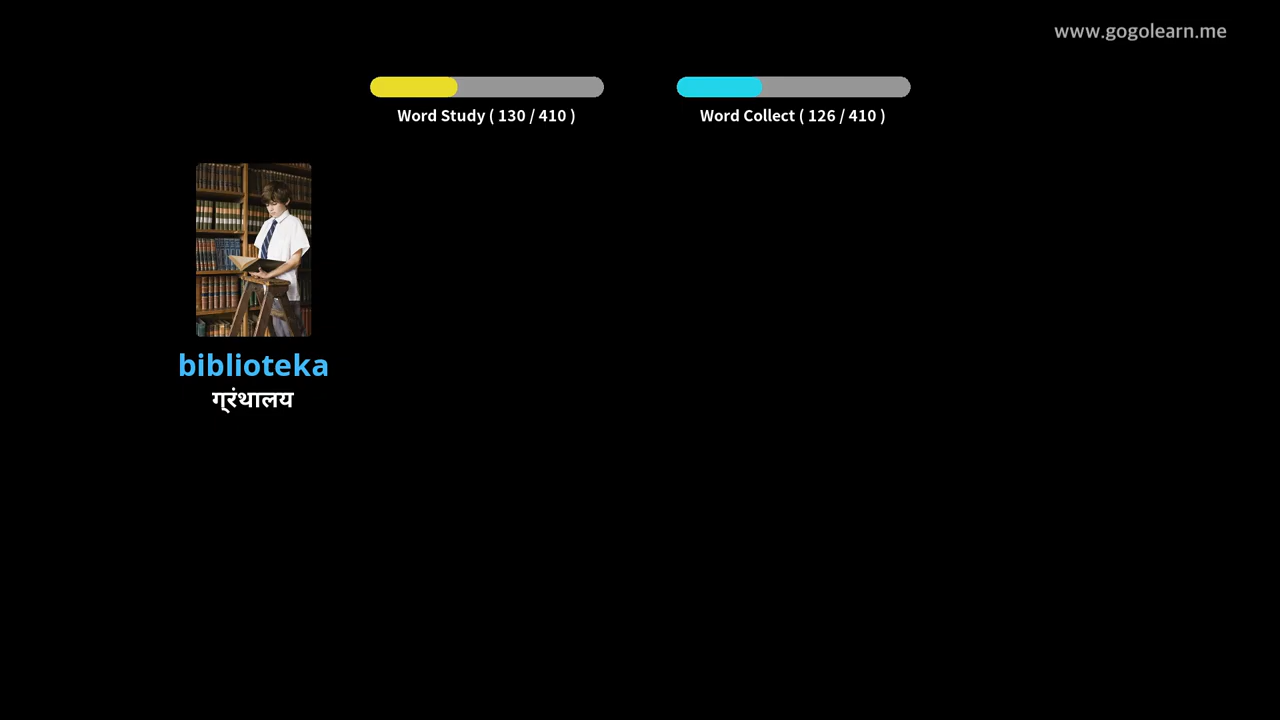 www.gogolearn.me
Word Study ( 130 / 410 )
Word Collect ( 126 / 410 )
biblioteka
ग्रंथालय